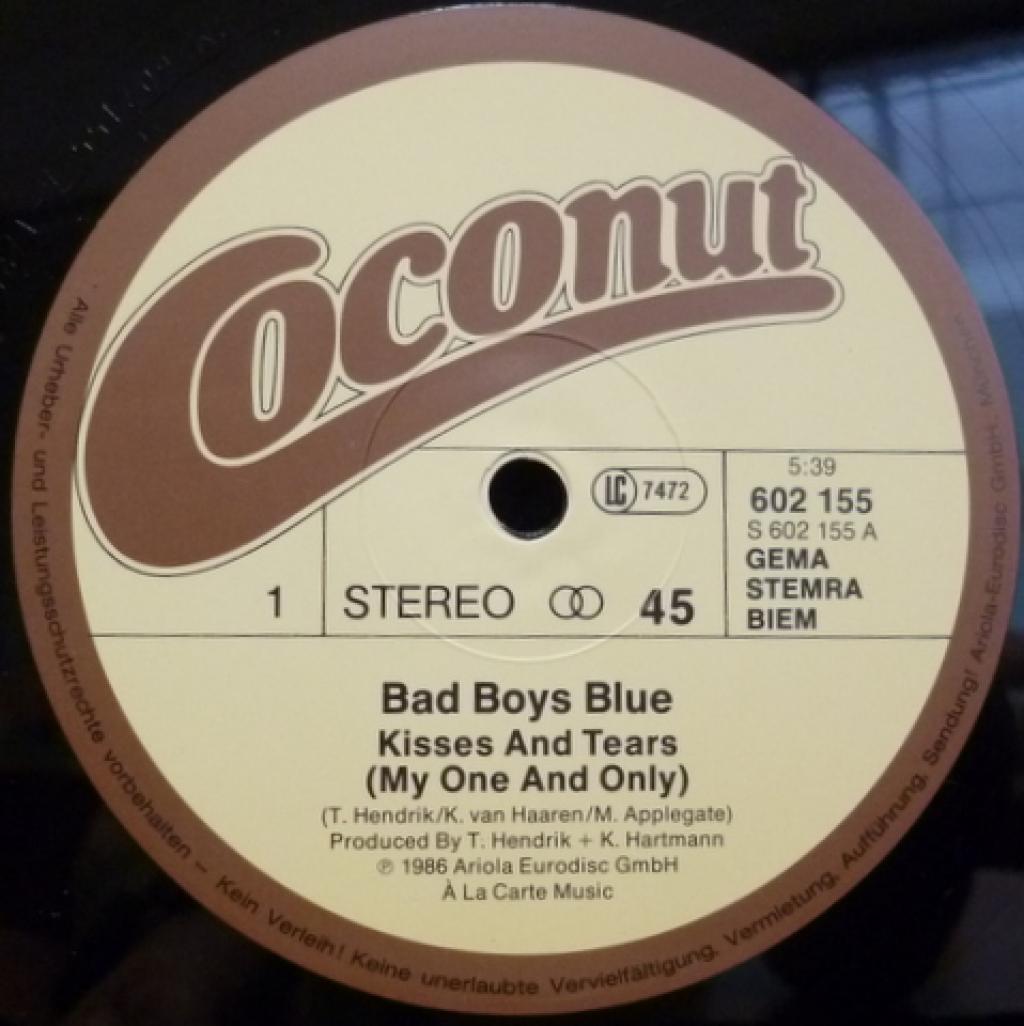 Coconut
LC 7472
5:39
602 155
S 602 155 A
GEMA
STEMRA
BIEM
1
STEREO
45
Bad Boys Blue
Kisses And Tears
(My One And Only)
(T. Hendrik/K. van Haaren/M. Applegate)
Produced By T. Hendrik + K. Hartmann
℗ 1986 Ariola Eurodisc GmbH
À La Carte Music
Alle Urheber- und Leistungsschutzrechte vorbehalten – Kein Verleih! Keine unerlaubte Vervielfältigung, Vermietung, Aufführung, Sendung! Ariola-Eurodisc GmbH, München